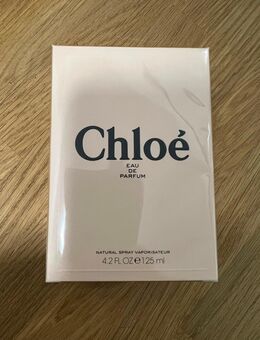 Chloé
EAU
DE
PARFUM
NATURAL SPRAY VAPORISATEUR
4.2 FL OZ ℮ 125 ml